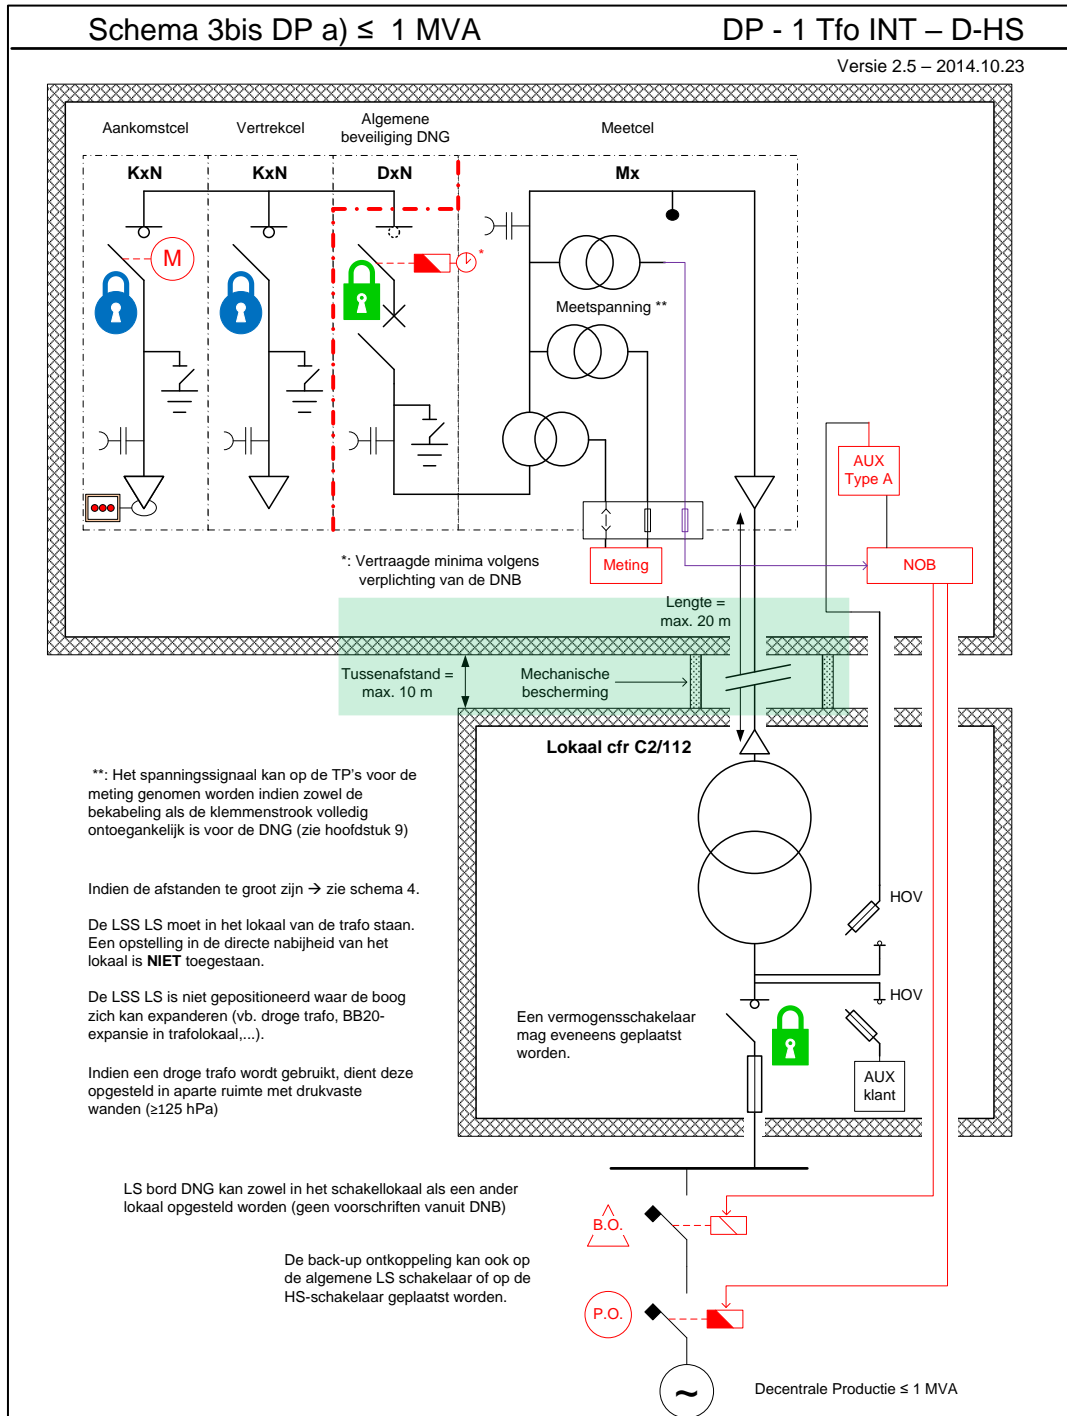 Schema 3bis DP a) ≤ 1 MVA
DP - 1 Tfo INT – D-HS
Versie 2.5 – 2014.10.23
Aankomstcel
Vertrekcel
Algemene
beveiliging DNG
Meetcel
KxN
KxN
DxN
Mx
M
*
Meetspanning **
AUX
Type A
Meting
NOB
*: Vertraagde minima volgens
verplichting van de DNB
Lengte =
max. 20 m
Tussenafstand =
max. 10 m
Mechanische
bescherming
Lokaal cfr C2/112
**: Het spanningssignaal kan op de TP's voor de
meting genomen worden indien zowel de
bekabeling als de klemmenstrook volledig
ontoegankelijk is voor de DNG (zie hoofdstuk 9)
Indien de afstanden te groot zijn → zie schema 4.
De LSS LS moet in het lokaal van de trafo staan.
Een opstelling in de directe nabijheid van het
lokaal is NIET toegestaan.
De LSS LS is niet gepositioneerd waar de boog
zich kan expanderen (vb. droge trafo, BB20-
expansie in trafolokaal,...).
Indien een droge trafo wordt gebruikt, dient deze
opgesteld in aparte ruimte met drukvaste
wanden (≥125 hPa)
HOV
HOV
Een vermogensschakelaar
mag eveneens geplaatst
worden.
AUX
klant
LS bord DNG kan zowel in het schakellokaal als een ander
lokaal opgesteld worden (geen voorschriften vanuit DNB)
B.O.
De back-up ontkoppeling kan ook op
de algemene LS schakelaar of op de
HS-schakelaar geplaatst worden.
P.O.
~
Decentrale Productie ≤ 1 MVA